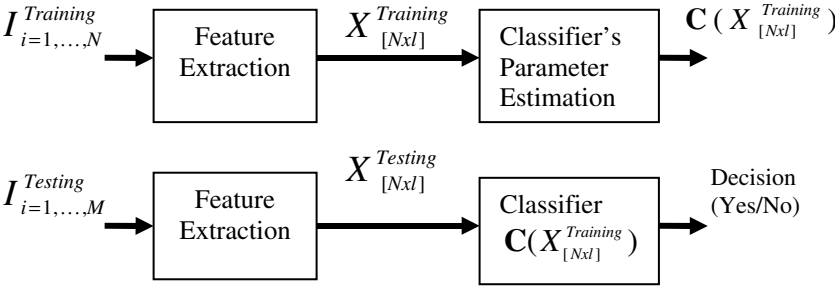 I^{Training}_{i=1,…,N}
Feature
Extraction
X^{Training}_{[Nxl]}
Classifier's
Parameter
Estimation
C(X^{Training}_{[Nxl]})
I^{Testing}_{i=1,…,M}
Feature
Extraction
X^{Testing}_{[Nxl]}
Classifier
C(X^{Training}_{[Nxl]})
Decision
(Yes/No)